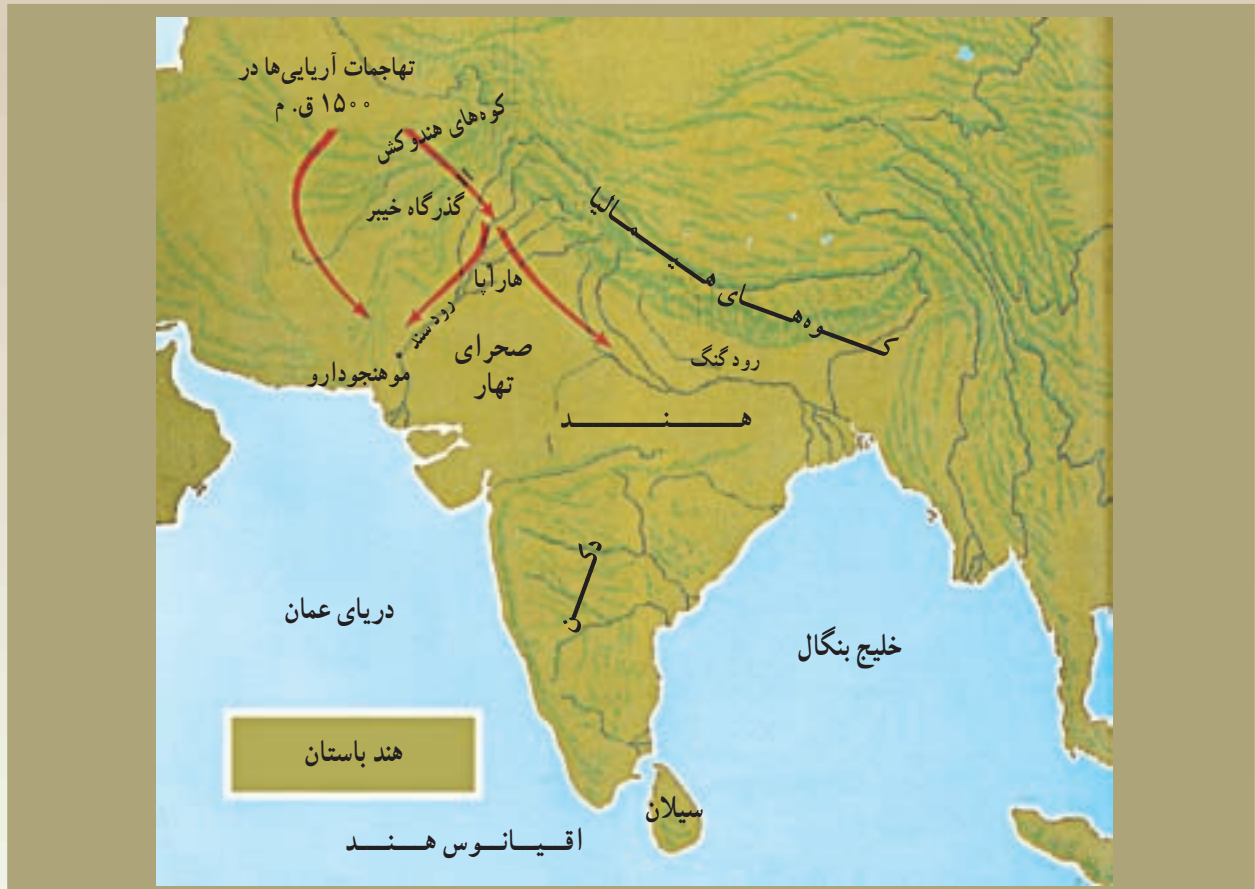 تهاجمات آریایی‌ها در
۱۵۰۰ ق. م
کوه‌های هندوکش
گذرگاه خیبر
کوه‌های هیمالیا
هاراپا
رود سند
صحرای
تهار
رود گنگ
موهنجودارو
هند
دکن
دریای عمان
خلیج بنگال
هند باستان
سیلان
اقیانوس هند